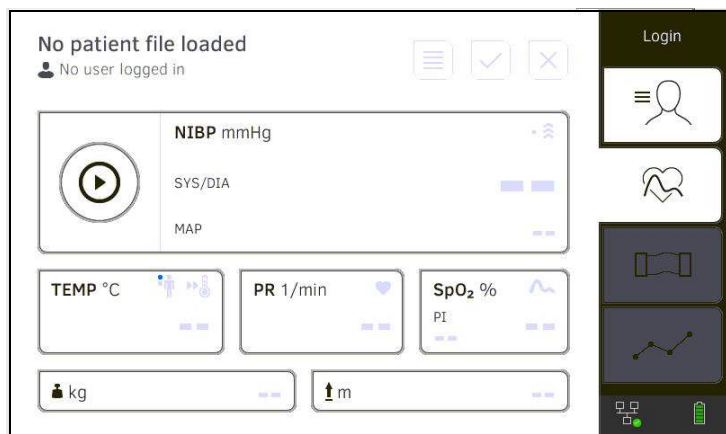 No patient file loaded
No user logged in
Login
NIBP mmHg
SYS/DIA
MAP
TEMP °C
PR 1/min
SpO₂ %
PI
kg
m